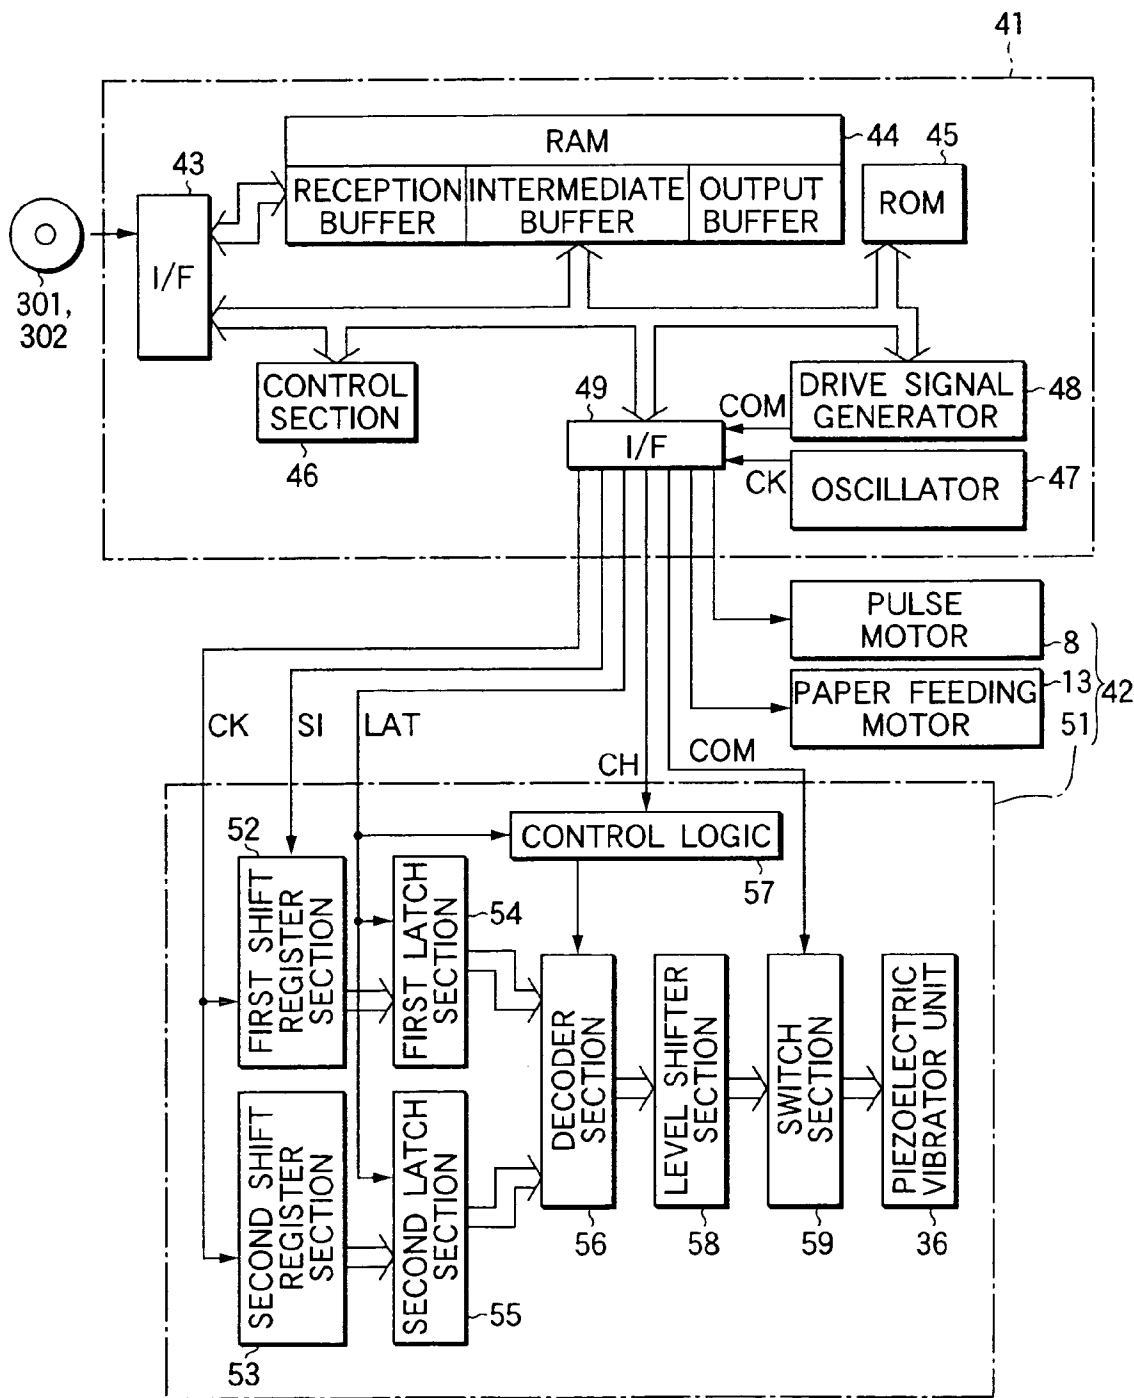 41
RAM
44
45
43
RECEPTION
BUFFER
INTERMEDIATE
BUFFER
OUTPUT
BUFFER
ROM
I/F
301,
302
CONTROL
SECTION
46
49
I/F
COM
DRIVE SIGNAL
GENERATOR
48
CK
OSCILLATOR
47
PULSE
MOTOR
8
PAPER FEEDING
MOTOR
13
42
51
CK
SI
LAT
CH
COM
CONTROL LOGIC
57
52
FIRST SHIFT
REGISTER
SECTION
FIRST LATCH
SECTION
54
DECODER
SECTION
56
LEVEL SHIFTER
SECTION
58
SWITCH
SECTION
59
PIEZOELECTRIC
VIBRATOR UNIT
36
SECOND SHIFT
REGISTER
SECTION
53
SECOND LATCH
SECTION
55